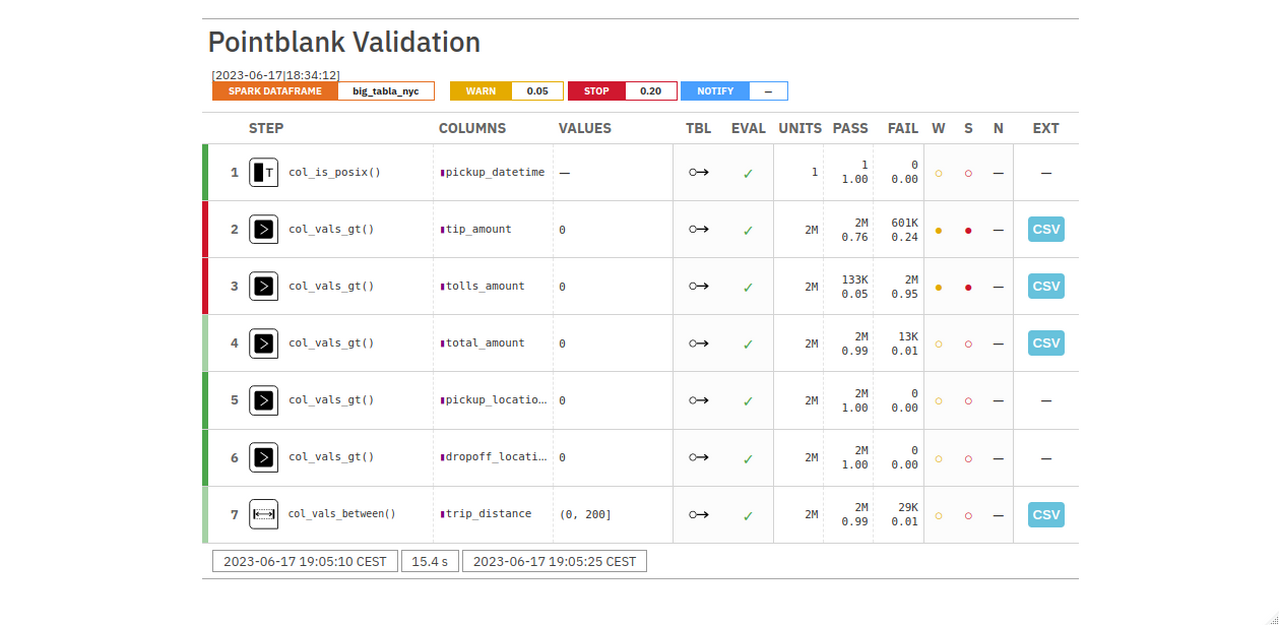 Pointblank Validation
[2023-06-17|18:34:12]
SPARK DATAFRAME big_tabla_nyc WARN 0.05 STOP 0.20 NOTIFY —
STEP COLUMNS VALUES TBL EVAL UNITS PASS FAIL W S N EXT
1 T col_is_posix() pickup_datetime — ✓ 1 1 0 — —
1.00 0.00
2 col_vals_gt() tip_amount 0 ✓ 2M 2M 601K — CSV
0.76 0.24
3 col_vals_gt() tolls_amount 0 ✓ 2M 133K 2M — CSV
0.05 0.95
4 col_vals_gt() total_amount 0 ✓ 2M 2M 13K — CSV
0.99 0.01
5 col_vals_gt() pickup_locatio… 0 ✓ 2M 2M 0 — —
1.00 0.00
6 col_vals_gt() dropoff_locati… 0 ✓ 2M 2M 0 — —
1.00 0.00
7 col_vals_between() trip_distance (0, 200] ✓ 2M 2M 29K — CSV
0.99 0.01
2023-06-17 19:05:10 CEST 15.4 s 2023-06-17 19:05:25 CEST